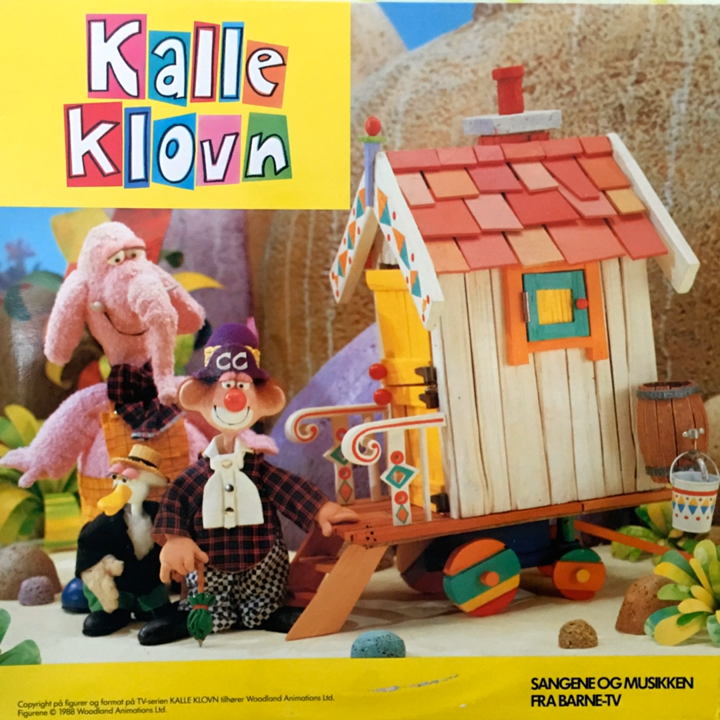 Kalle
Klovn
CC
SANGENE OG MUSIKKEN
FRA BARNE-TV
Copyright på figurer og format på TV-serien KALLE KLOVN tilhører Woodland Animations Ltd.
Figurene © 1988 Woodland Animations Ltd.